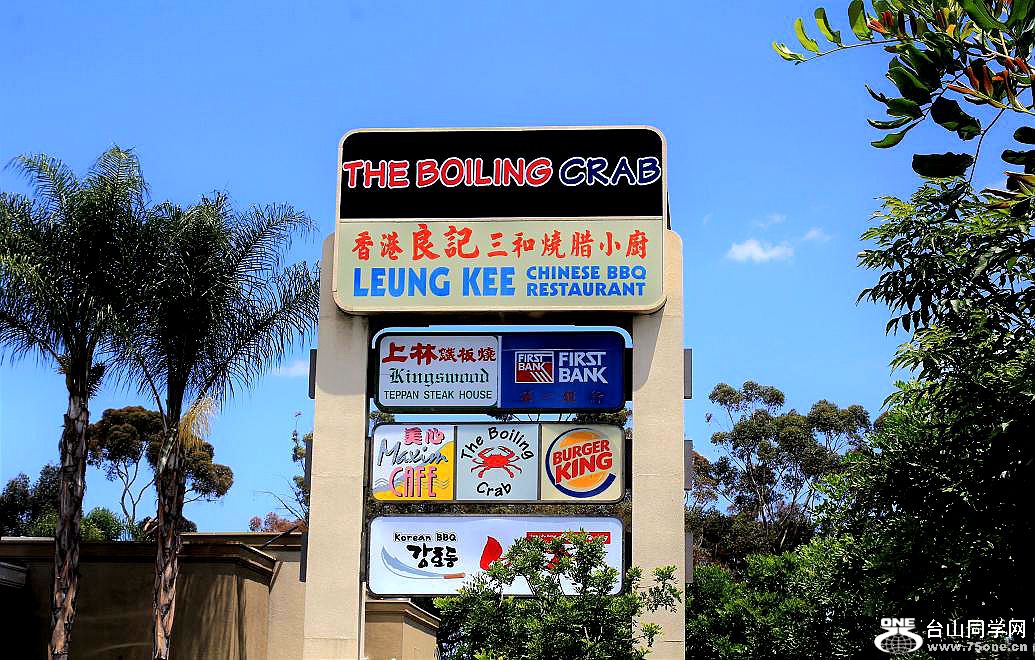 THE BOILING CRAB
香港良記三和燒腊小廚
LEUNG KEE CHINESE BBQ
RESTAURANT
上林鐵板燒
Kingswood
TEPPAN STEAK HOUSE
FIRST
BANK
FIRST
BANK
美心
Maxim
CAFE
The Boiling
Crab
BURGER
KING
Korean BBQ
강호동
ONE
台山同学网
www.75one.cn